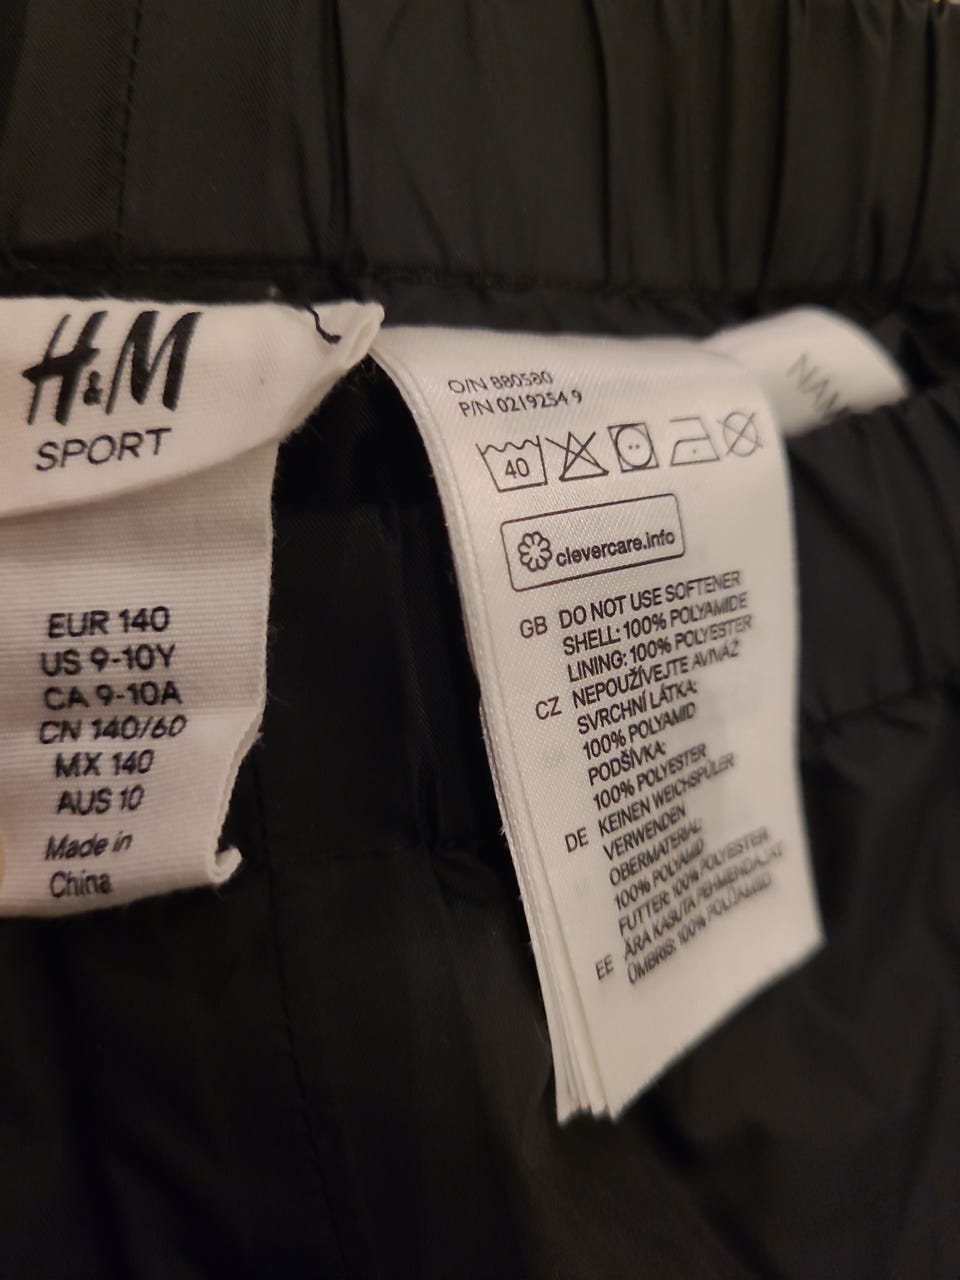 H&M
SPORT
EUR 140
US 9-10Y
CA 9-10A
CN 140/60
MX 140
AUS 10
Made in
China
O/N 880580
P/N 0219254 9
40
clevercare.info
GB DO NOT USE SOFTENER
SHELL: 100% POLYAMIDE
LINING: 100% POLYESTER
CZ NEPOUŽÍVEJTE AVIVÁŽ
SVRCHNÍ LÁTKA:
100% POLYAMID
PODŠÍVKA:
100% POLYESTER
DE KEINEN WEICHSPÜLER
VERWENDEN
OBERMATERIAL:
100% POLYAMID
FUTTER: 100% POLYESTER
EE ÄRA KASUTA PEHMENDAJAT
ÜMBRIS: 100% POLÜAMIID
NAM